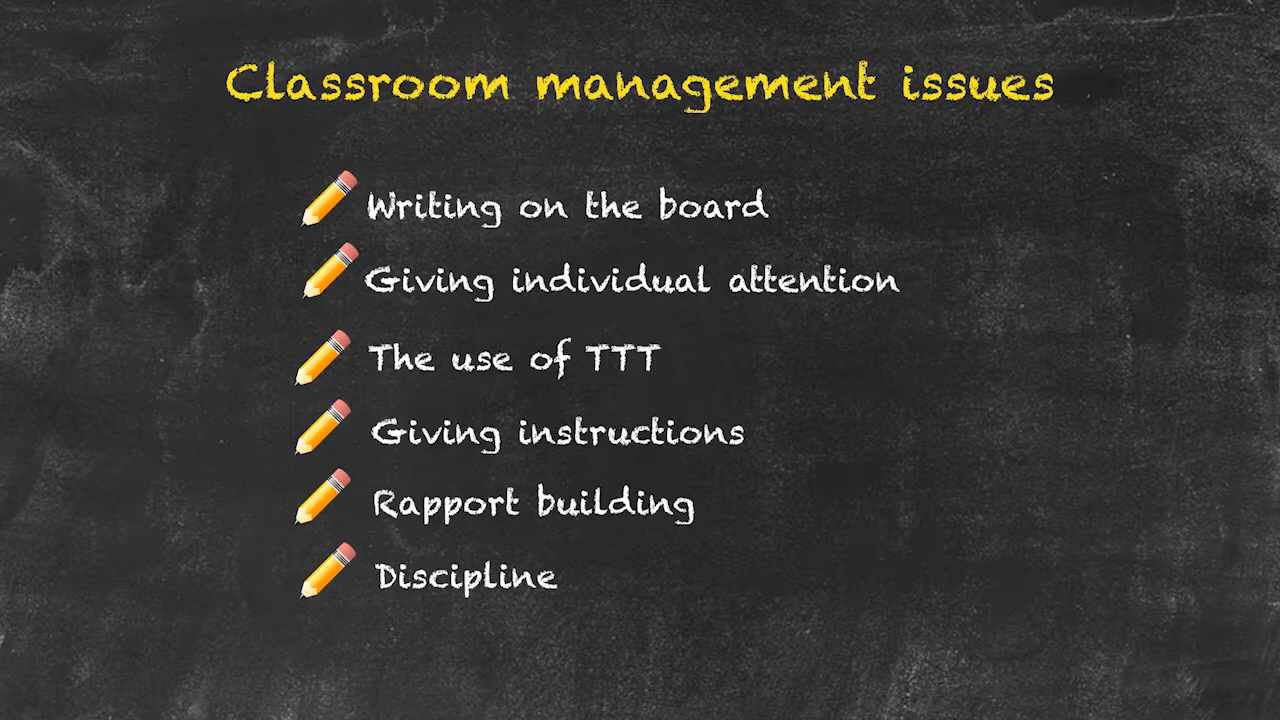 Classroom management issues
Writing on the board
Giving individual attention
The use of TTT
Giving instructions
Rapport building
Discipline